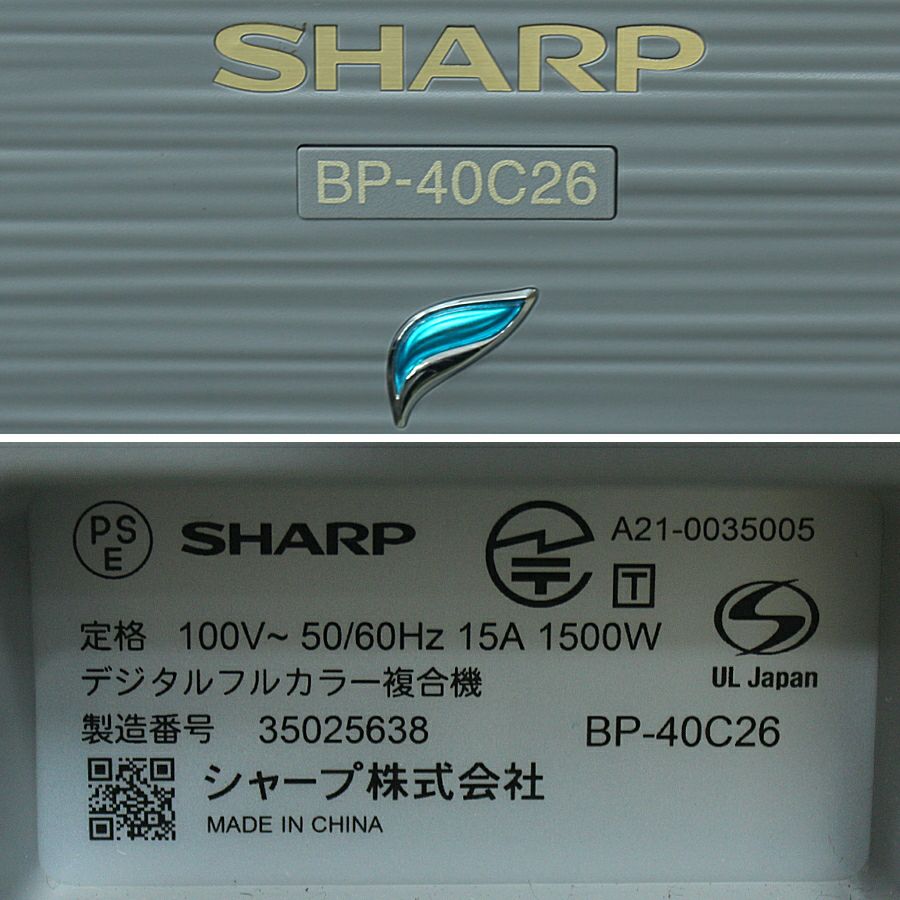 SHARP
BP-40C26
PS
E
SHARP
A21-0035005
T
定格 100V~ 50/60Hz 15A 1500W
UL Japan
デジタルフルカラー複合機
製造番号 35025638 BP-40C26
シャープ株式会社
MADE IN CHINA